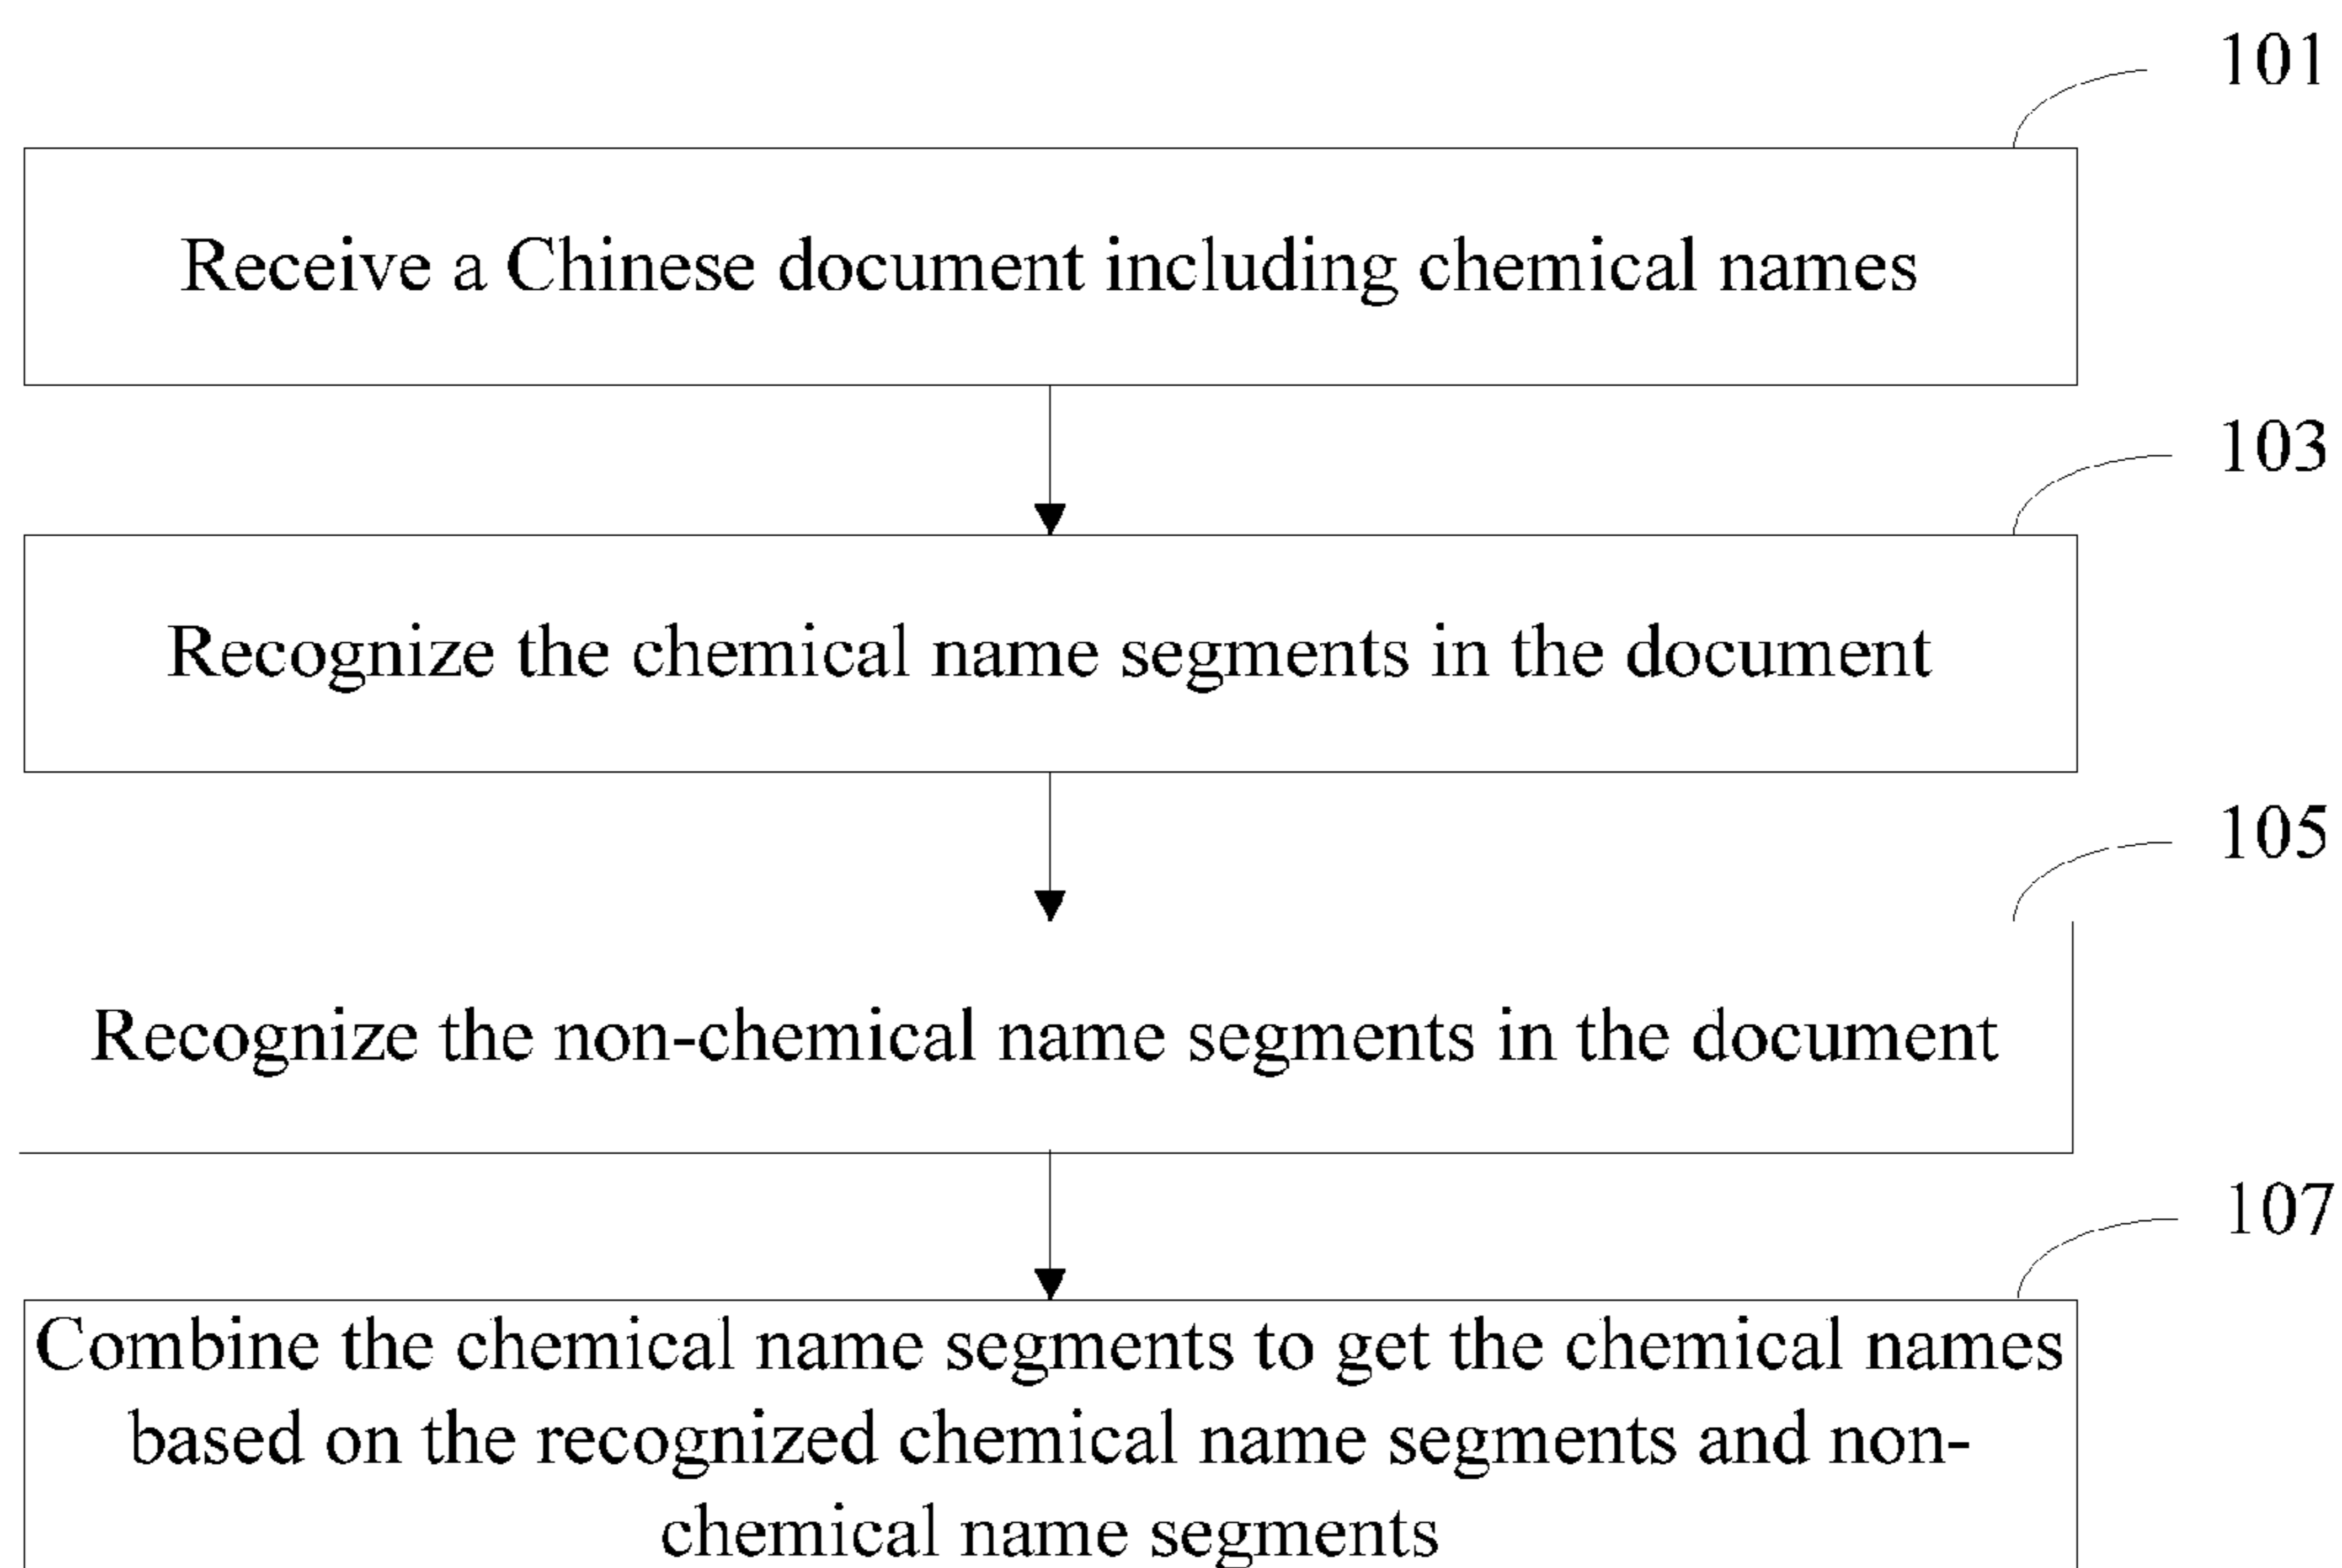 101
Receive a Chinese document including chemical names
103
Recognize the chemical name segments in the document
105
Recognize the non-chemical name segments in the document
107
Combine the chemical name segments to get the chemical names
based on the recognized chemical name segments and non-
chemical name segments